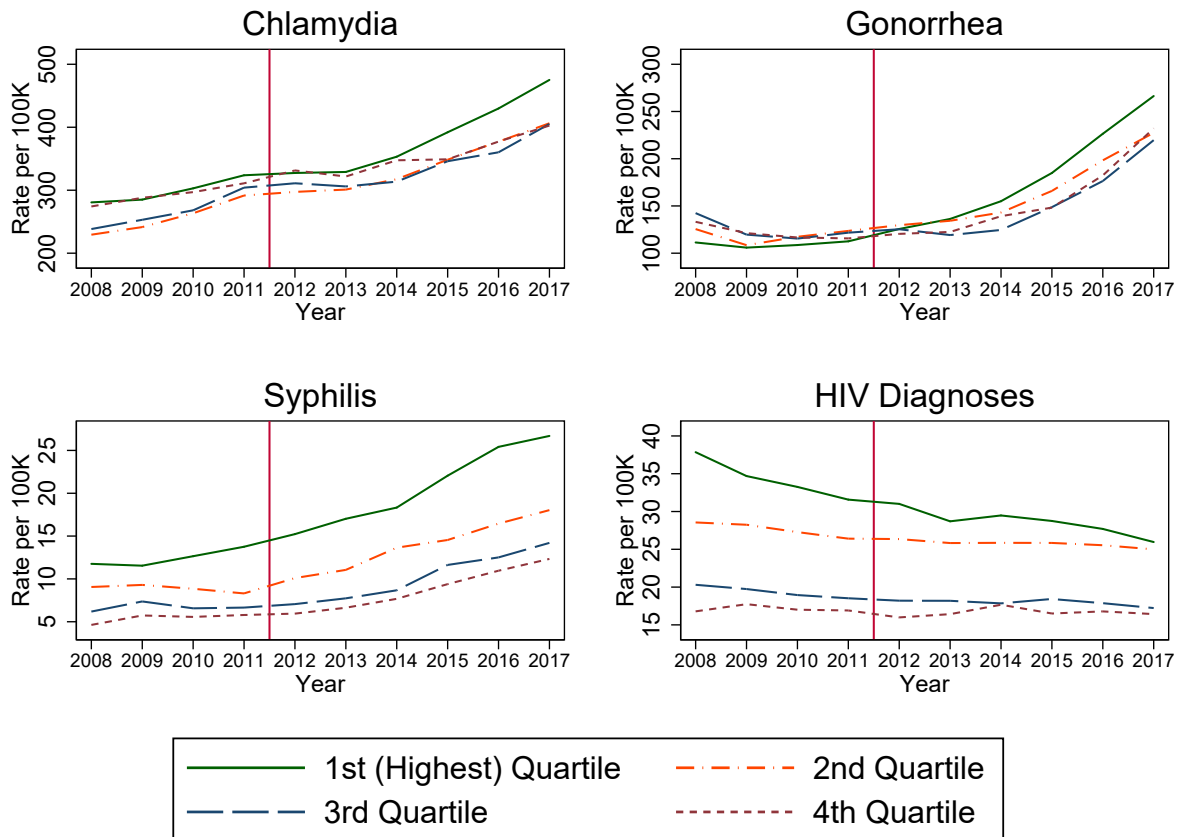 Chlamydia
Rate per 100K
500
400
300
200
2008 2009 2010 2011 2012 2013 2014 2015 2016 2017
Year
Gonorrhea
Rate per 100K
300
250
200
150
100
2008 2009 2010 2011 2012 2013 2014 2015 2016 2017
Year
Syphilis
Rate per 100K
25
20
15
10
5
2008 2009 2010 2011 2012 2013 2014 2015 2016 2017
Year
HIV Diagnoses
Rate per 100K
40
35
30
25
20
15
2008 2009 2010 2011 2012 2013 2014 2015 2016 2017
Year
1st (Highest) Quartile
2nd Quartile
3rd Quartile
4th Quartile